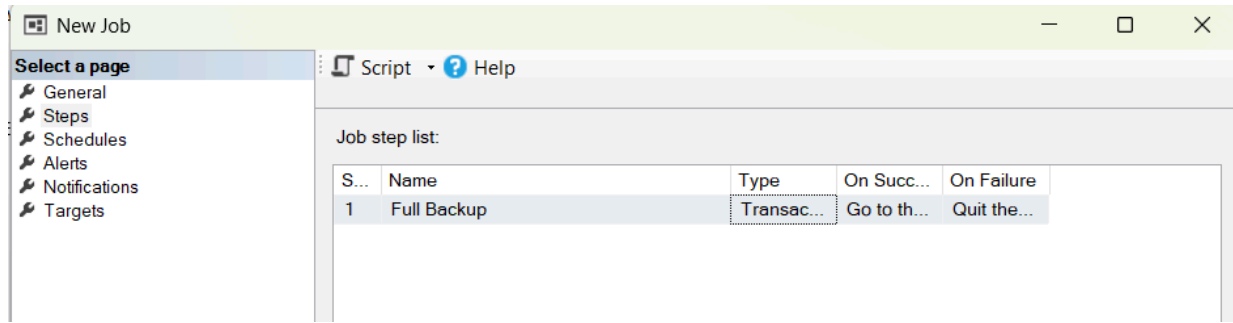 New Job
Select a page
General
Steps
Schedules
Alerts
Notifications
Targets
Script Help
Job step list:
S... Name Type On Succ... On Failure
1 Full Backup Transac... Go to th... Quit the...